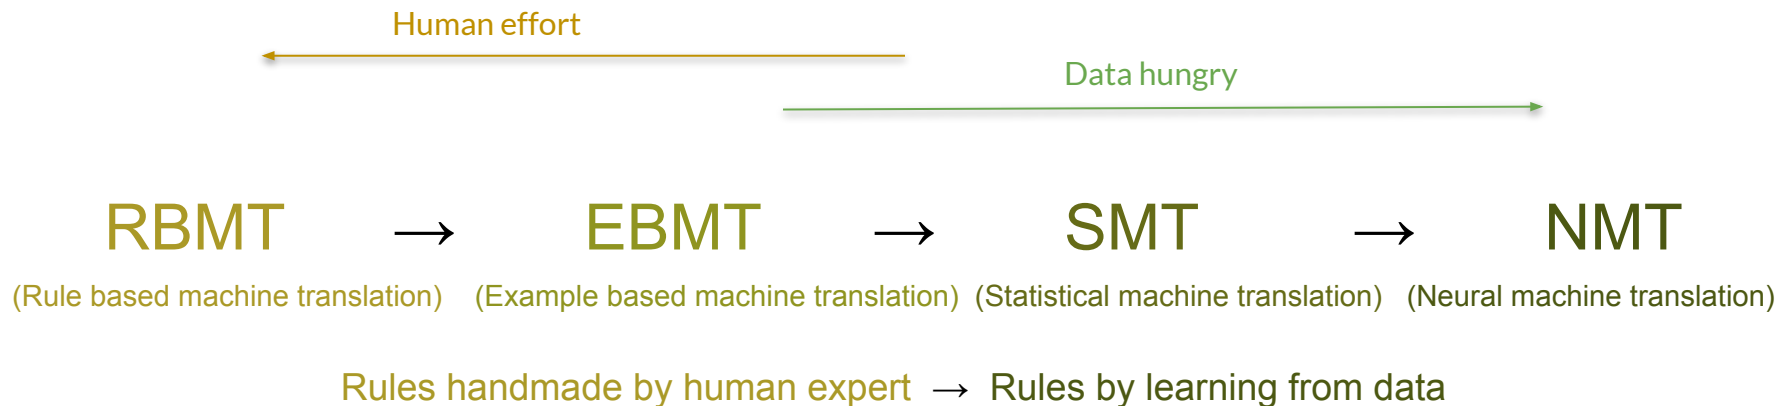 Human effort
Data hungry
RBMT → EBMT → SMT → NMT
(Rule based machine translation) (Example based machine translation) (Statistical machine translation) (Neural machine translation)
Rules handmade by human expert → Rules by learning from data